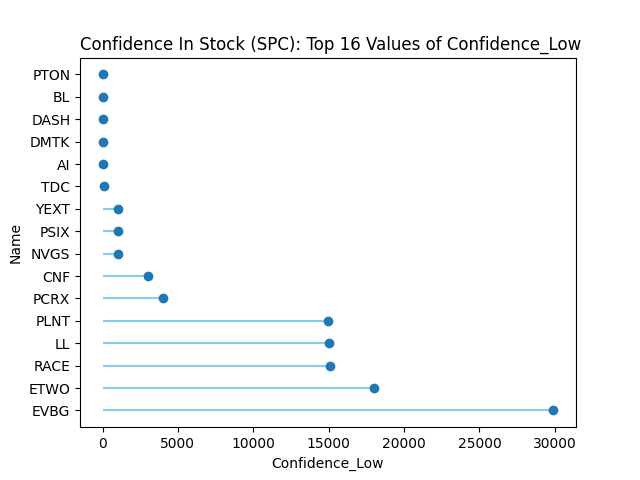 Confidence In Stock (SPC): Top 16 Values of Confidence_Low
PTON
BL
DASH
DMTK
AI
TDC
YEXT
PSIX
NVGS
CNF
PCRX
PLNT
LL
RACE
ETWO
EVBG
Name
0 5000 10000 15000 20000 25000 30000
Confidence_Low